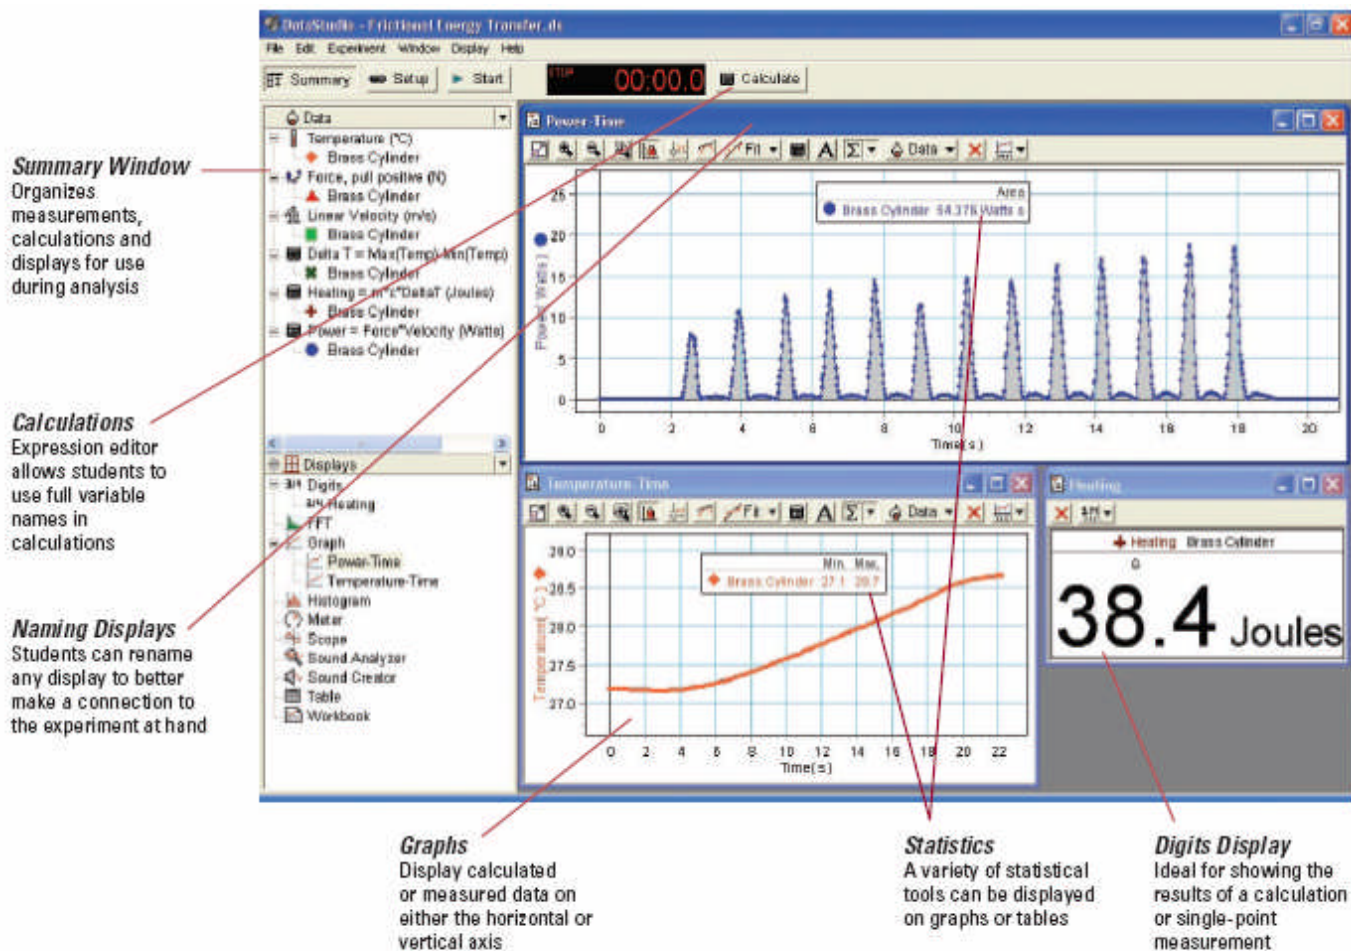 DataStudio - Frictional Energy Transfer.ds
File Edit Experiment Window Display Help
Summary Setup Start
STOP 00:00.0 Calculate
Data
Temperature (°C)
Brass Cylinder
Force, pull positive (N)
Brass Cylinder
Linear Velocity (m/s)
Brass Cylinder
Delta T = Max(Temp)-Min(Temp)
Brass Cylinder
Heating = m*c*DeltaT (Joules)
Brass Cylinder
Power = Force*Velocity (Watts)
Brass Cylinder
Displays
3.14 Digits
3.14 Heating
FFT
Graph
Power-Time
Temperature-Time
Histogram
Meter
Scope
Sound Analyzer
Sound Creator
Table
Workbook
Power-Time
Fit A Σ Data
Area
Brass Cylinder 54.376 Watts s
Power( Watts )
25
20
15
10
5
0
0 2 4 6 8 10 12 14 16 18 20
Time( s )
Temperature-Time
Fit A Σ Data
Min. Max.
Brass Cylinder 27.1
Temperature( °C )
28.5
28.0
27.5
27.0
0 2 4 6 8 10 12 14 16 18 20 22
Time( s )
Heating
3.14
Heating Brass Cylinder
38.4 Joules
Summary Window
Organizes
measurements,
calculations and
displays for use
during analysis
Calculations
Expression editor
allows students to
use full variable
names in
calculations
Naming Displays
Students can rename
any display to better
make a connection to
the experiment at hand
Graphs
Display calculated
or measured data on
either the horizontal or
vertical axis
Statistics
A variety of statistical
tools can be displayed
on graphs or tables
Digits Display
Ideal for showing the
results of a calculation
or single-point
measurement